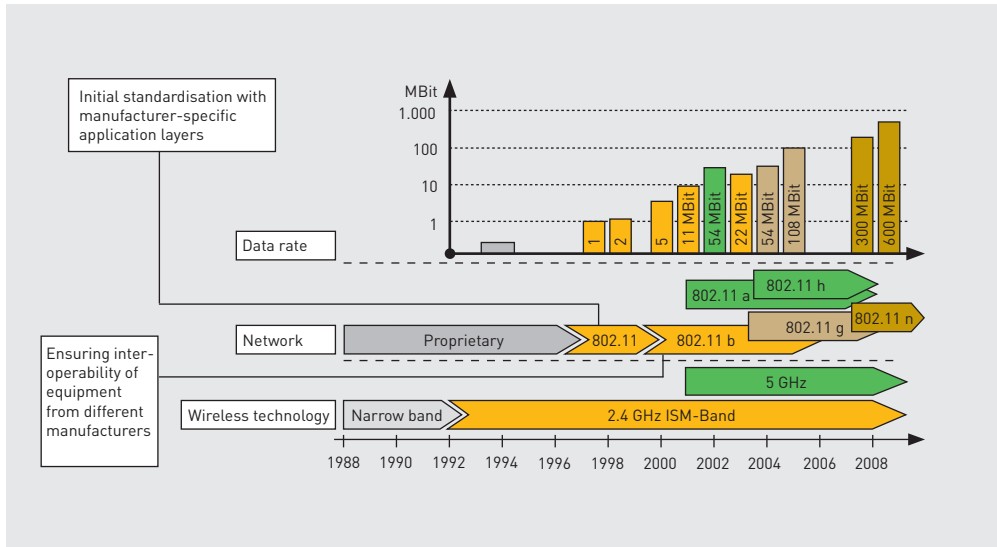 Initial standardisation with
manufacturer-specific
application layers
MBit
1.000
100
10
1
1
2
5
11 MBit
54 MBit
22 MBit
54 MBit
108 MBit
300 MBit
600 MBit
Data rate
802.11 h
802.11 a
802.11 n
802.11 g
Network
Proprietary
802.11
802.11 b
Ensuring inter-
operability of
equipment
from different
manufacturers
5 GHz
Wireless technology
Narrow band
2.4 GHz ISM-Band
1988 1990 1992 1994 1996 1998 2000 2002 2004 2006 2008